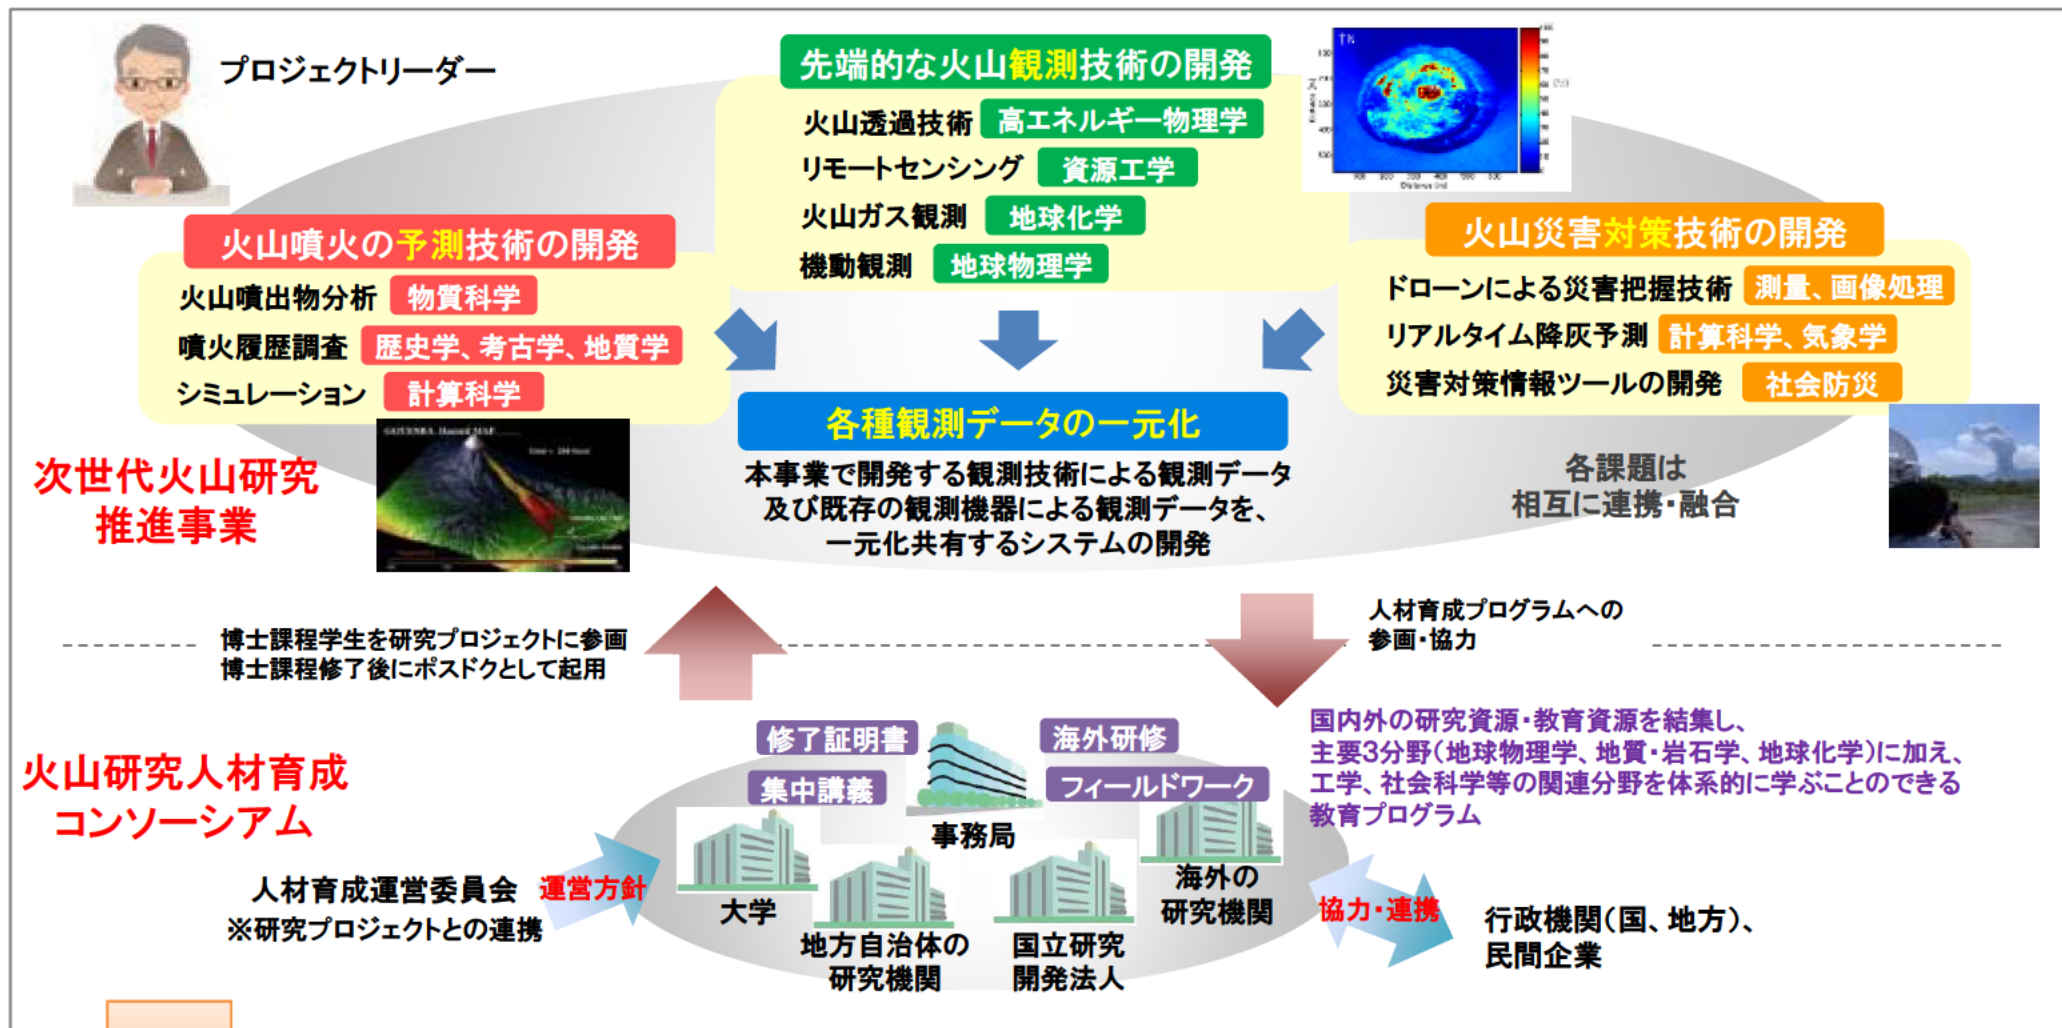 プロジェクトリーダー
先端的な火山観測技術の開発
火山透過技術 高エネルギー物理学
リモートセンシング 資源工学
火山ガス観測 地球化学
機動観測 地球物理学
火山噴火の予測技術の開発
火山噴出物分析 物質科学
噴火履歴調査 歴史学、考古学、地質学
シミュレーション 計算科学
火山災害対策技術の開発
ドローンによる災害把握技術 測量、画像処理
リアルタイム降灰予測 計算科学、気象学
災害対策情報ツールの開発 社会防災
各種観測データの一元化
本事業で開発する観測技術による観測データ
及び既存の観測機器による観測データを、
一元化共有するシステムの開発
各課題は
相互に連携・融合
次世代火山研究
推進事業
博士課程学生を研究プロジェクトに参画
博士課程修了後にポスドクとして起用
人材育成プログラムへの
参画・協力
火山研究人材育成
コンソーシアム
修了証明書
海外研修
集中講義
フィールドワーク
国内外の研究資源・教育資源を結集し、
主要3分野(地球物理学、地質・岩石学、地球化学)に加え、
工学、社会科学等の関連分野を体系的に学ぶことのできる
教育プログラム
事務局
大学
地方自治体の
研究機関
国立研究
開発法人
海外の
研究機関
人材育成運営委員会
※研究プロジェクトとの連携
運営方針
協力・連携
行政機関(国、地方)、
民間企業